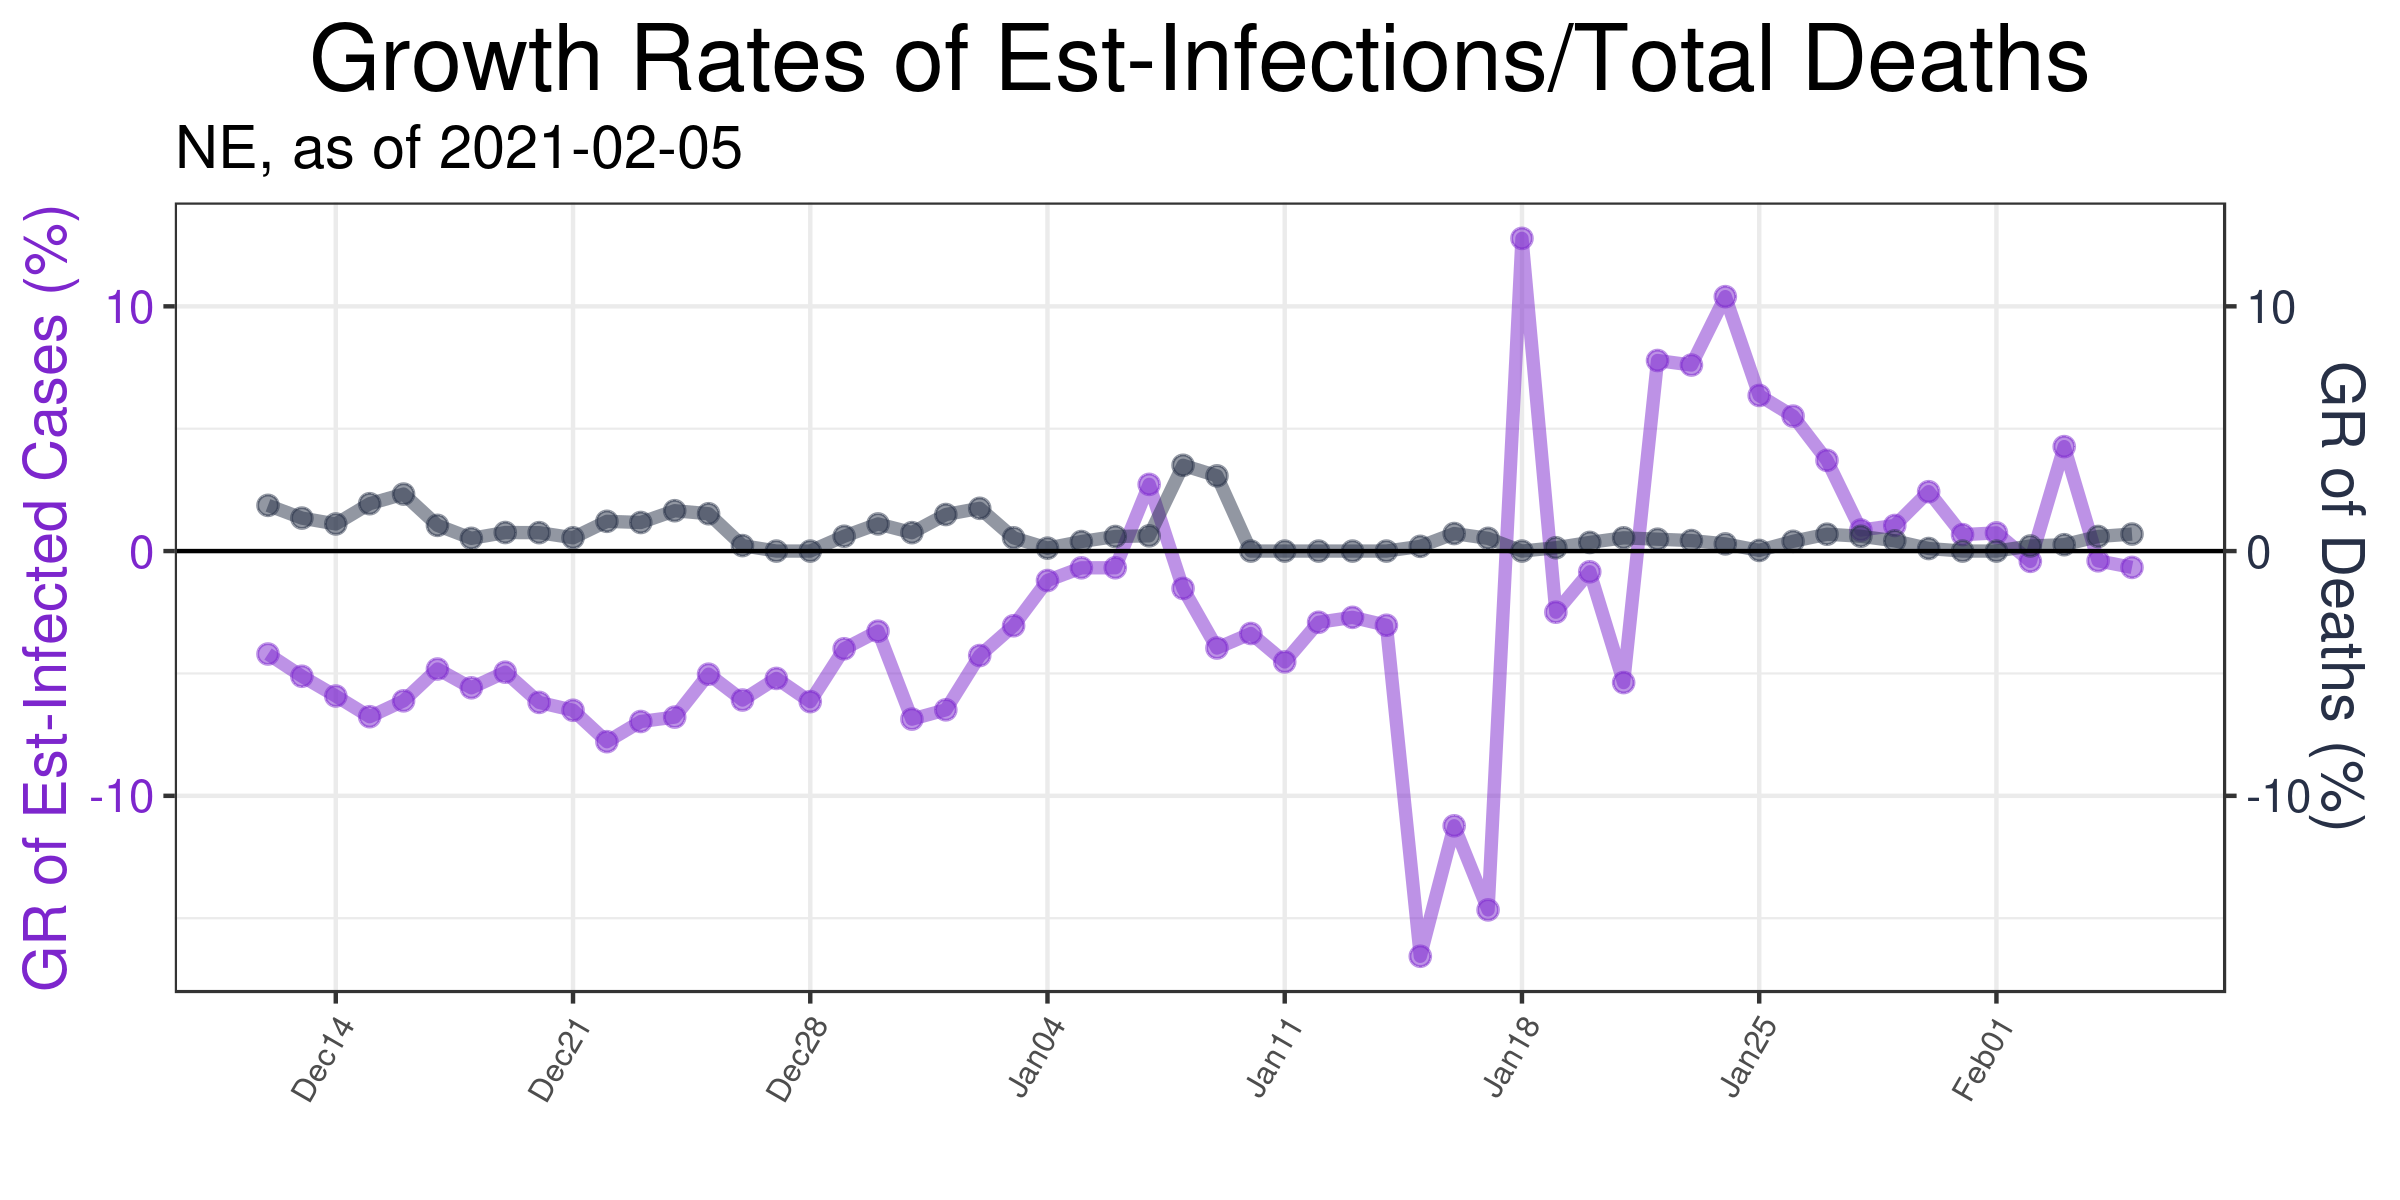 Growth Rates of Est-Infections/Total Deaths
NE, as of 2021-02-05
GR of Est-Infected Cases (%)
10
0
-10
10
0
-10
GR of Deaths (%)
Dec14
Dec21
Dec28
Jan04
Jan11
Jan18
Jan25
Feb01